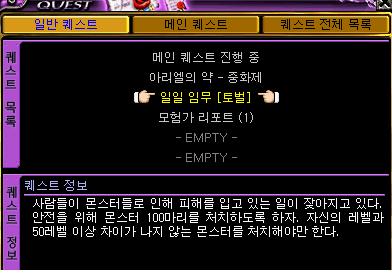 QUEST
일반 퀘스트
메인 퀘스트
퀘스트 전체 목록
퀘스트 목록
메인 퀘스트 진행 중
아리엘의 약 - 중화제
일일 임무 [토벌]
모험가 리포트 (1)
- EMPTY -
- EMPTY -
퀘스트 정보
퀘스트 정보
사람들이 몬스터들로 인해 피해를 입고 있는 일이 잦아지고 있다.
안전을 위해 몬스터 100마리를 처치하도록 하자. 자신의 레벨과
50레벨 이상 차이가 나지 않는 몬스터를 처치해야만 한다.